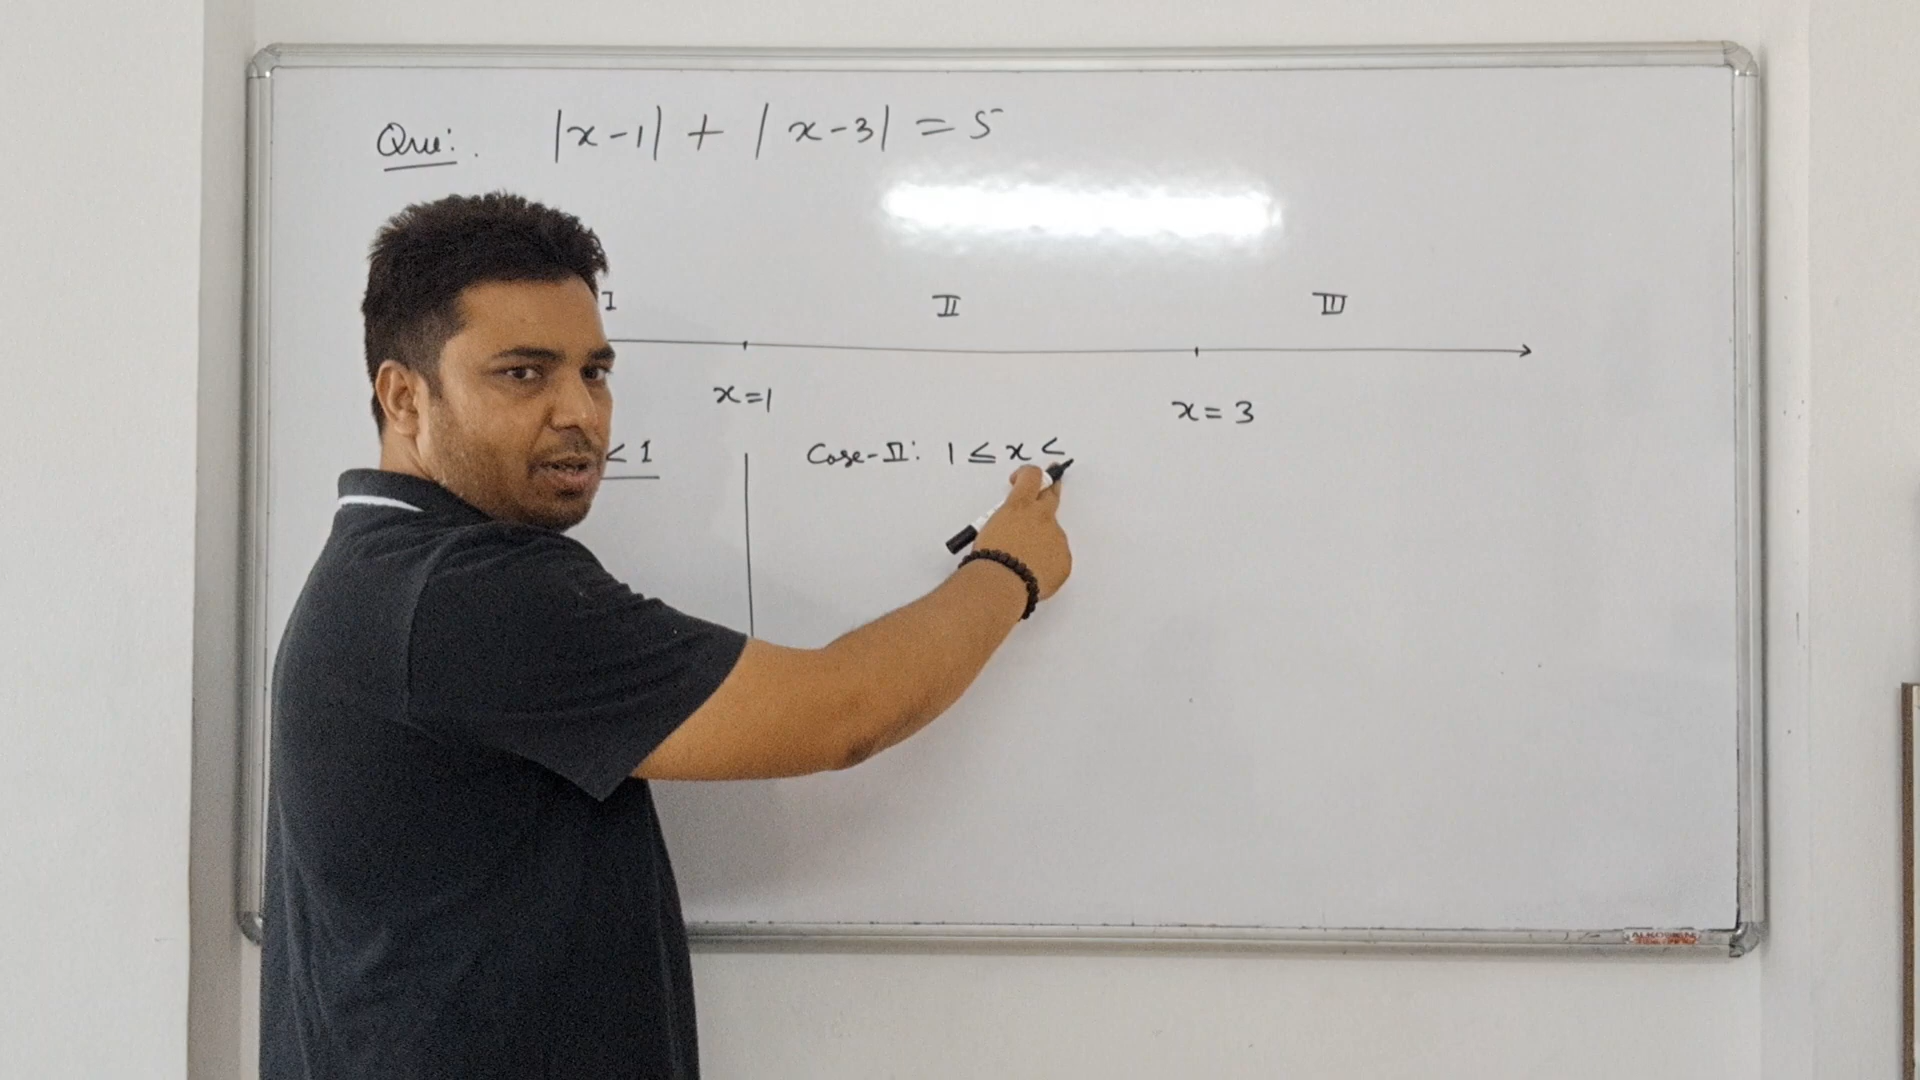 Que:. |x-1| + |x-3| = 5
I II III
x=1 x=3
< 1 Case-II: 1 ≤ x <